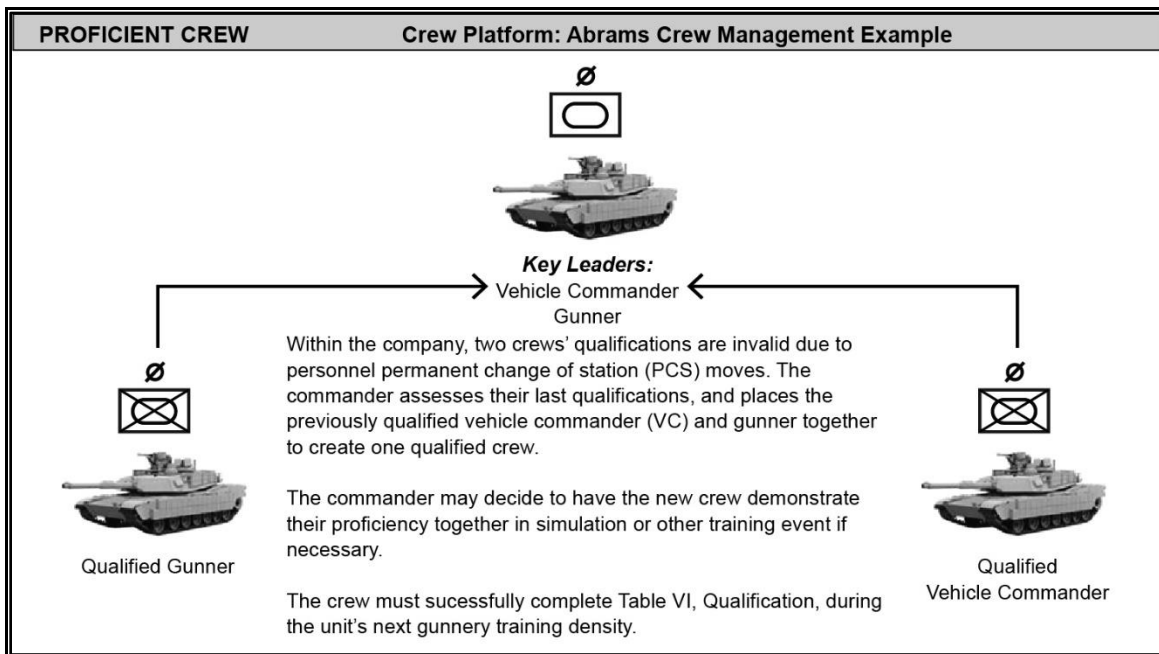 PROFICIENT CREW Crew Platform: Abrams Crew Management Example
Ø
Key Leaders:
Vehicle Commander
Gunner
Ø
Ø
Within the company, two crews’ qualifications are invalid due to
personnel permanent change of station (PCS) moves. The
commander assesses their last qualifications, and places the
previously qualified vehicle commander (VC) and gunner together
to create one qualified crew.
The commander may decide to have the new crew demonstrate
their proficiency together in simulation or other training event if
necessary.
The crew must sucessfully complete Table VI, Qualification, during
the unit’s next gunnery training density.
Qualified Gunner
Qualified
Vehicle Commander